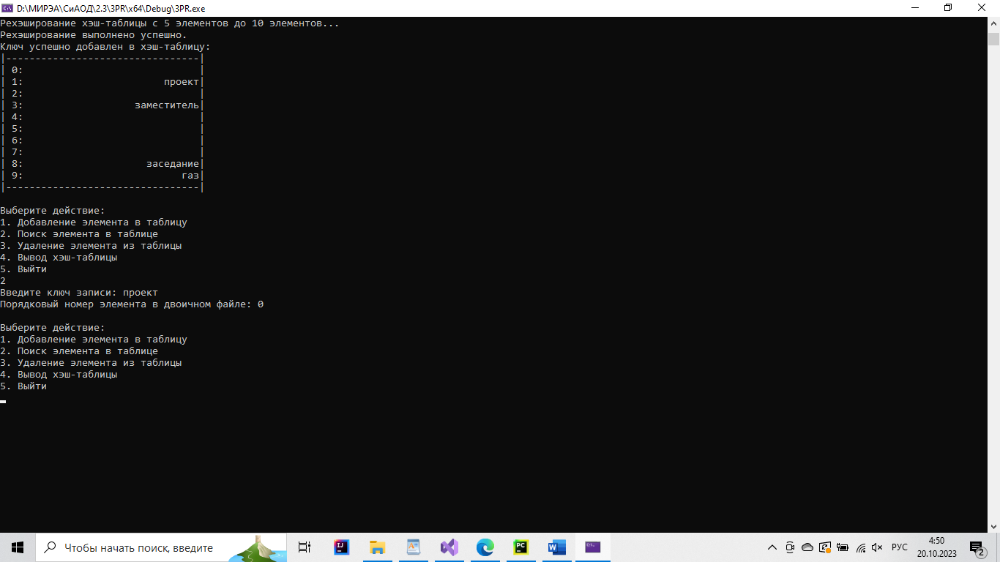 D:\МИРЭА\СиАОД\2.3\3PR\x64\Debug\3PR.exe
Рехэширование хэш-таблицы с 5 элементов до 10 элементов...
Рехэширование выполнено успешно.
Ключ успешно добавлен в хэш-таблицу:
|---------------------------------|
| 0:                              |
| 1:                        проект|
| 2:                              |
| 3:                   заместитель|
| 4:                              |
| 5:                              |
| 6:                              |
| 7:                              |
| 8:                     заседание|
| 9:                           газ|
|---------------------------------|
Выберите действие:
1. Добавление элемента в таблицу
2. Поиск элемента в таблице
3. Удаление элемента из таблицы
4. Вывод хэш-таблицы
5. Выйти
2
Введите ключ записи: проект
Порядковый номер элемента в двоичном файле: 0
Выберите действие:
1. Добавление элемента в таблицу
2. Поиск элемента в таблице
3. Удаление элемента из таблицы
4. Вывод хэш-таблицы
5. Выйти
Чтобы начать поиск, введите
РУС
4:50
20.10.2023
2